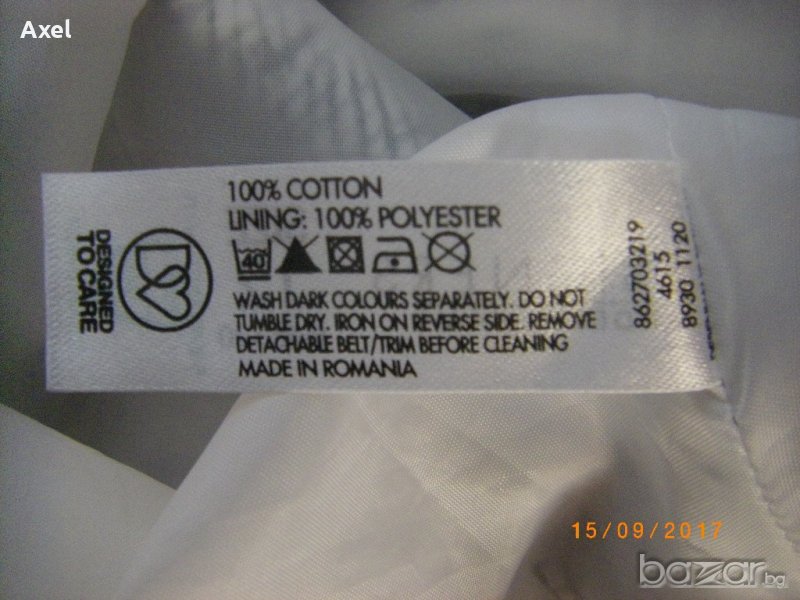 Axel
100% COTTON
LINING: 100% POLYESTER
40
WASH DARK COLOURS SEPARATELY. DO NOT
TUMBLE DRY. IRON ON REVERSE SIDE. REMOVE
DETACHABLE BELT/TRIM BEFORE CLEANING
MADE IN ROMANIA
DESIGNED
TO CARE
862703219
4615
8930 1120
15/09/2017
bazar.bg